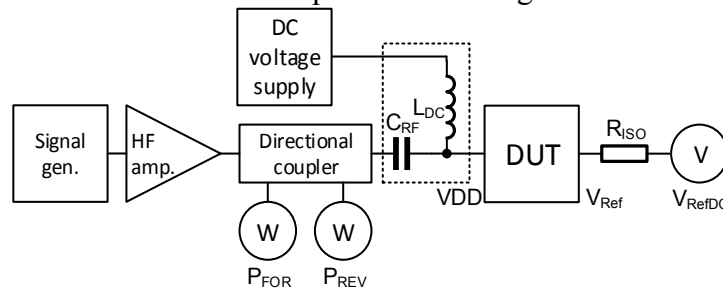 DC
voltage
supply
Signal
gen.
HF
amp.
Directional
coupler
C_RF
L_DC
VDD
DUT
R_ISO
V
V_Ref
V_RefDC
W
W
P_FOR
P_REV